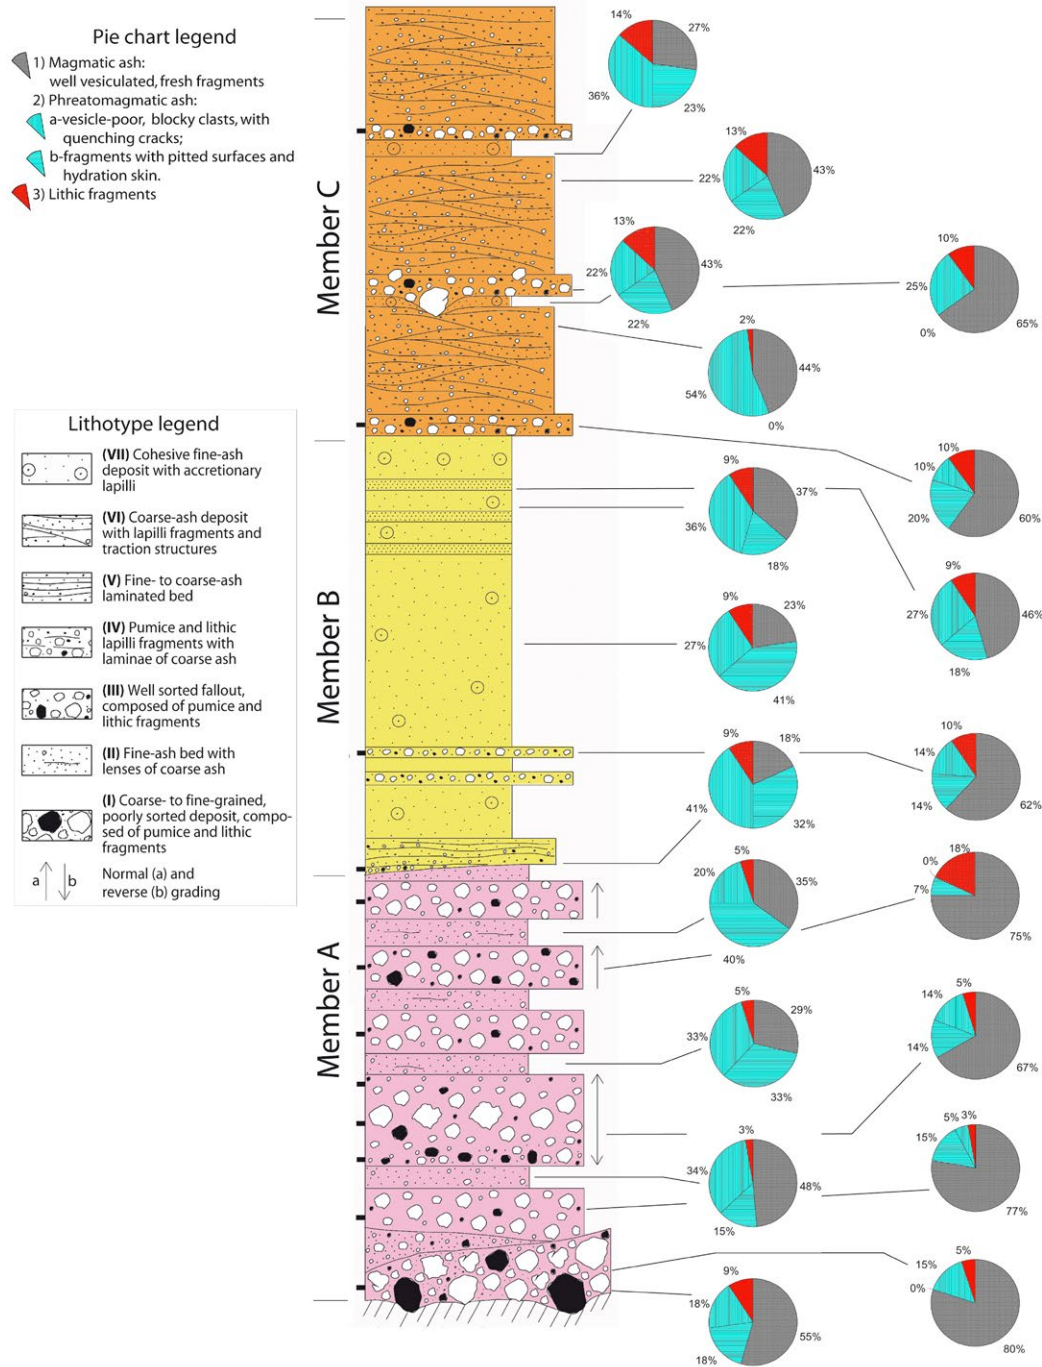 Pie chart legend
1) Magmatic ash:
well vesiculated, fresh fragments
2) Phreatomagmatic ash:
a-vesicle-poor, blocky clasts, with
quenching cracks;
b-fragments with pitted surfaces and
hydration skin.
3) Lithic fragments
Lithotype legend
(VII) Cohesive fine-ash
deposit with accretionary
lapilli
(VI) Coarse-ash deposit
with lapilli fragments and
traction structures
(V) Fine- to coarse-ash
laminated bed
(IV) Pumice and lithic
lapilli fragments with
laminae of coarse ash
(III) Well sorted fallout,
composed of pumice and
lithic fragments
(II) Fine-ash bed with
lenses of coarse ash
(I) Coarse- to fine-grained,
poorly sorted deposit, compo-
sed of pumice and lithic
fragments
a b
Normal (a) and
reverse (b) grading
Member C
Member B
Member A
14%
27%
36%
23%
13%
43%
22%
22%
13%
43%
22%
22%
10%
25%
0%
65%
2%
44%
54%
0%
10%
10%
20%
60%
9%
37%
36%
18%
9%
27%
46%
18%
9%
23%
27%
41%
9%
18%
41%
32%
10%
14%
14%
62%
5%
20%
35%
40%
18%
0%
7%
75%
5%
29%
33%
33%
5%
14%
14%
67%
3%
34%
48%
15%
5%
3%
15%
77%
9%
18%
55%
18%
5%
15%
0%
80%